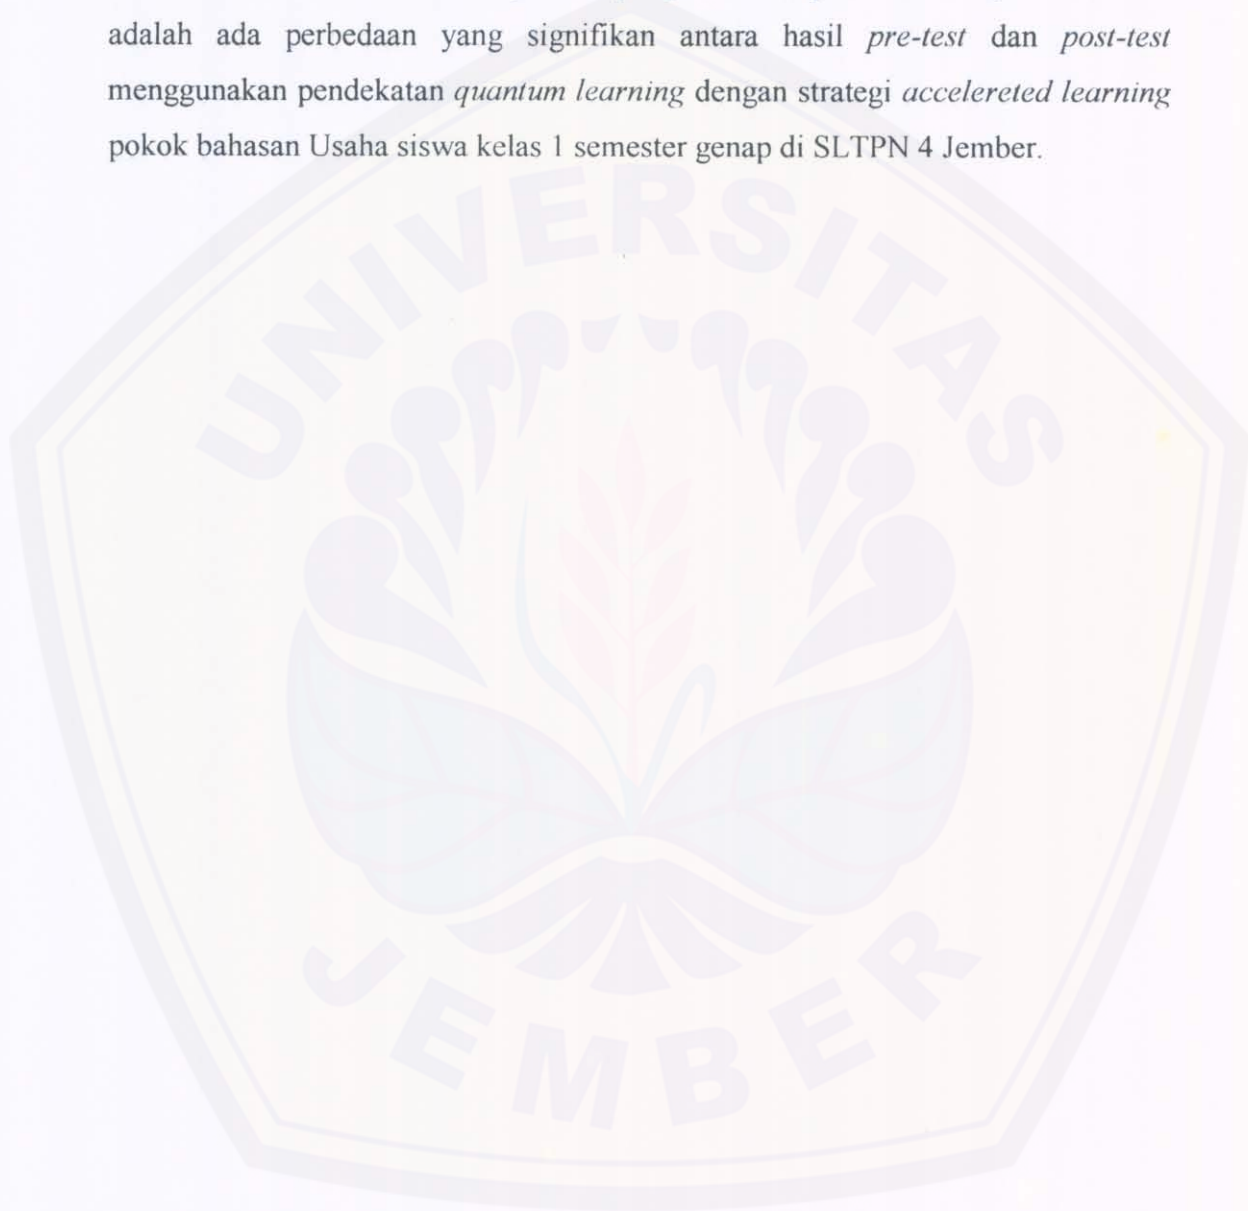 adalah ada perbedaan yang signifikan antara hasil pre-test dan post-test
menggunakan pendekatan quantum learning dengan strategi accelereted learning
pokok bahasan Usaha siswa kelas 1 semester genap di SLTPN 4 Jember.
UNIVERSITAS
JEMBER